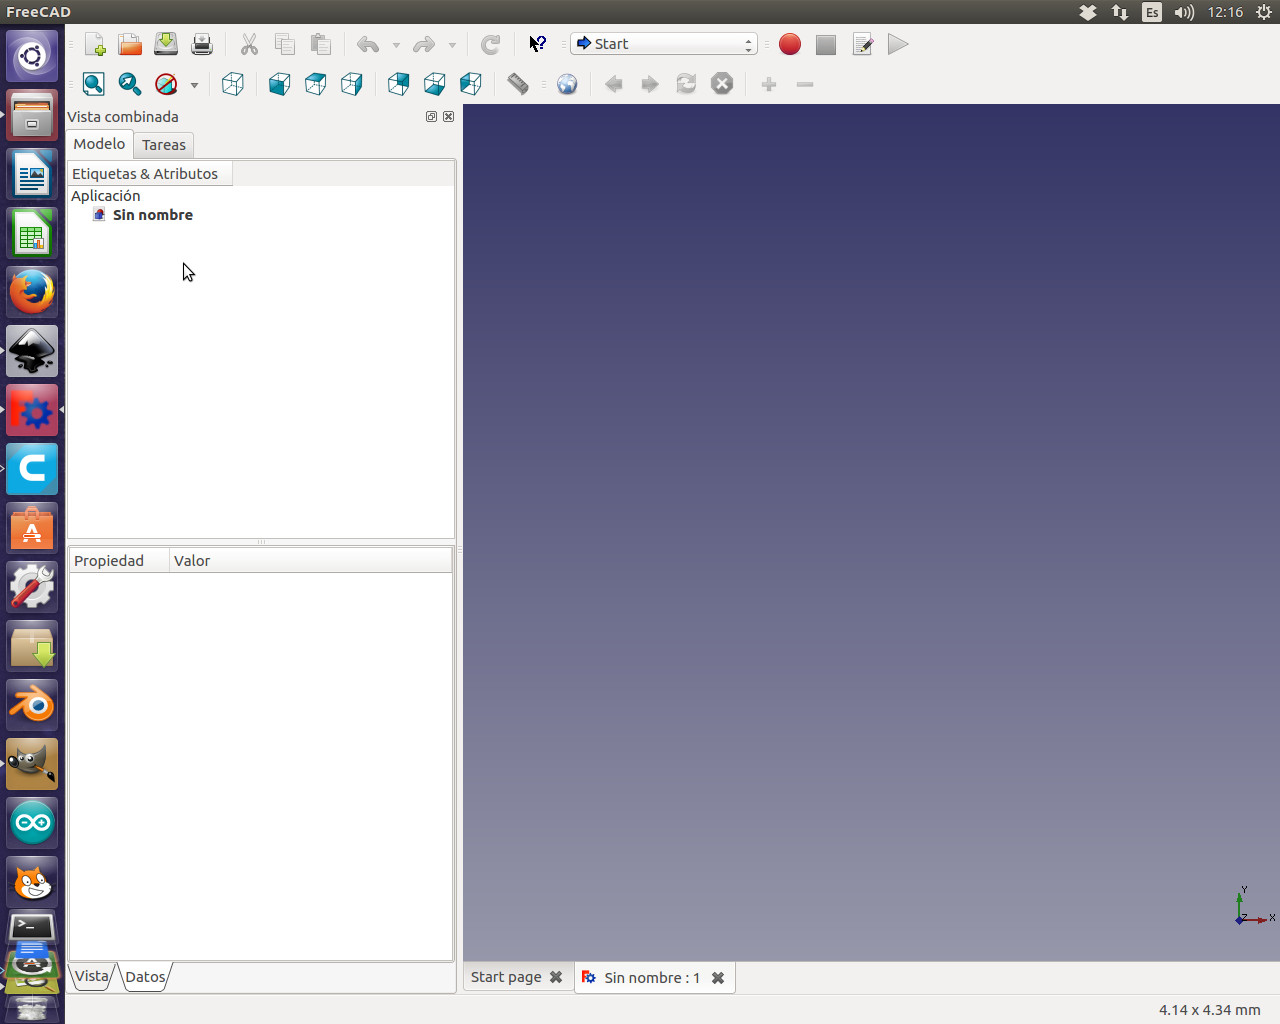 FreeCAD
Es
12:16
Start
Vista combinada
Modelo
Tareas
Etiquetas & Atributos
Aplicación
Sin nombre
Propiedad
Valor
Vista
Datos
Start page
Sin nombre : 1
Y
Z
X
4.14 x 4.34 mm